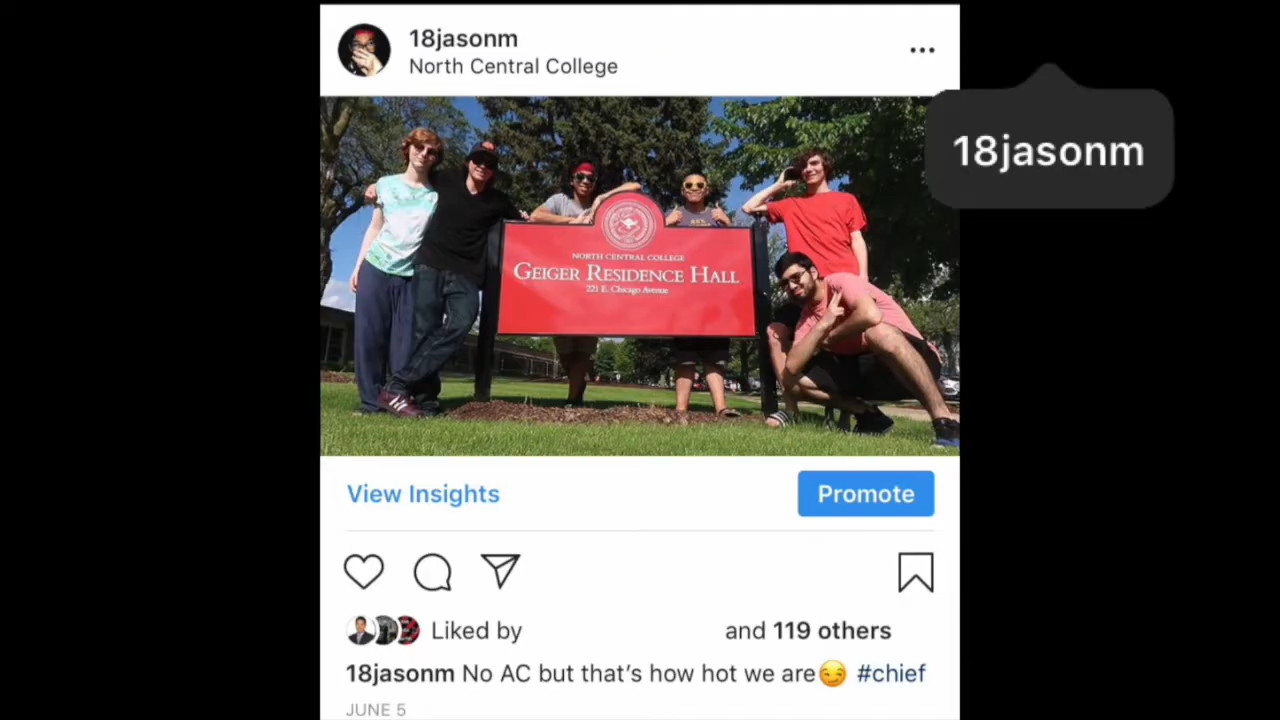 18jasonm
North Central College
18jasonm
NORTH CENTRAL COLLEGE
GEIGER RESIDENCE HALL
221 E. Chicago Avenue
View Insights
Promote
Liked by and 119 others
18jasonm No AC but that's how hot we are😏 #chief
JUNE 5